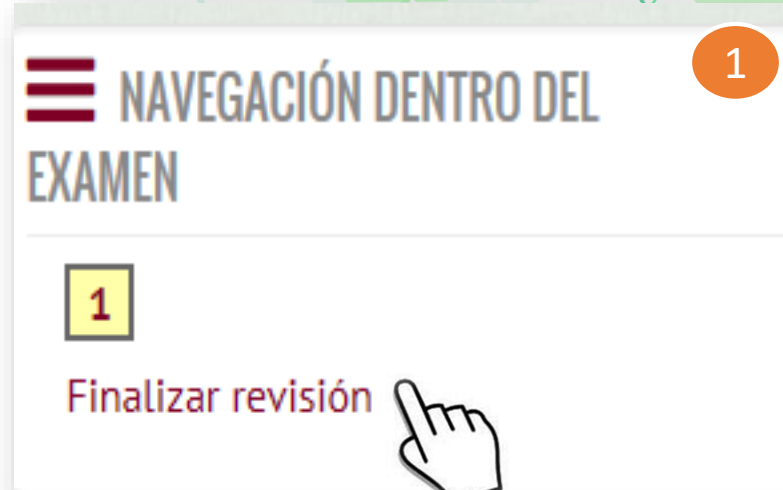 NAVEGACIÓN DENTRO DEL
EXAMEN
1
1
Finalizar revisión